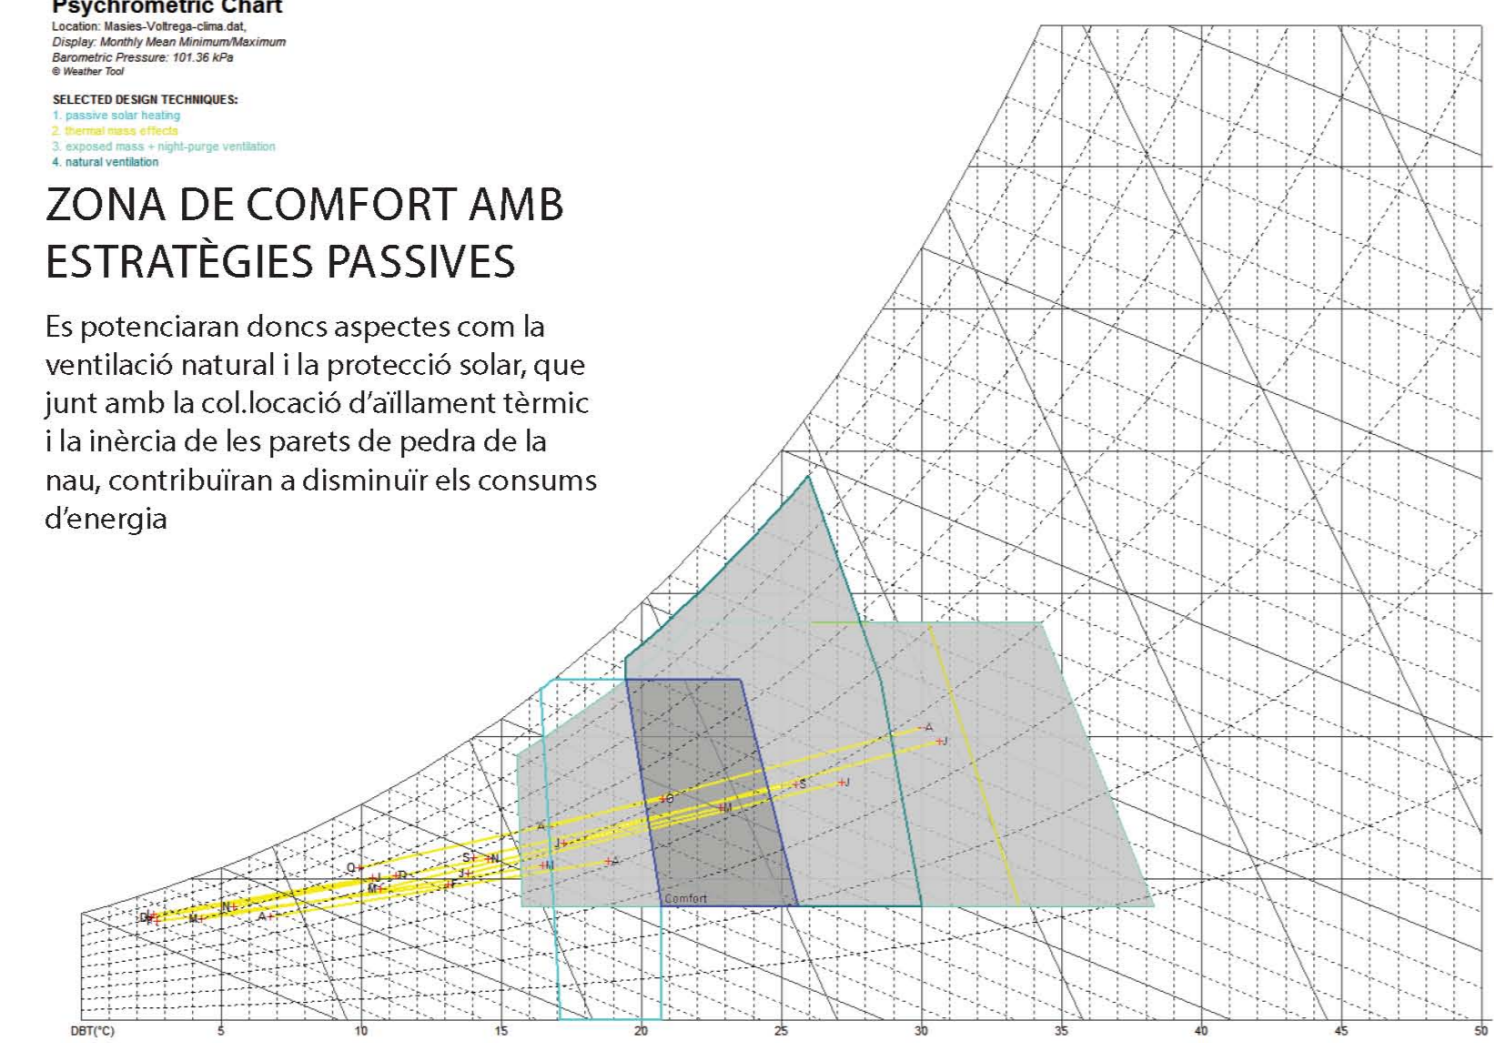 Psychrometric Chart
Location: Masies-Voltrega-clima.dat,
Display: Monthly Mean Minimum/Maximum
Barometric Pressure: 101.36 kPa
© Weather Tool
SELECTED DESIGN TECHNIQUES:
1. passive solar heating
2. thermal mass effects
3. exposed mass + night-purge ventilation
4. natural ventilation
ZONA DE COMFORT AMB
ESTRATÈGIES PASSIVES
Es potenciaran doncs aspectes com la
ventilació natural i la protecció solar, que
junt amb la col.locació d'aïllament tèrmic
i la inèrcia de les parets de pedra de la
nau, contribuïran a disminuïr els consums
d'energia
A
J
S J
O
M
A
J
M A
S N
O
J D
J
M
F
N
M A
Comfort
DBT(°C) 5 10 15 20 25 30 35 40 45 50